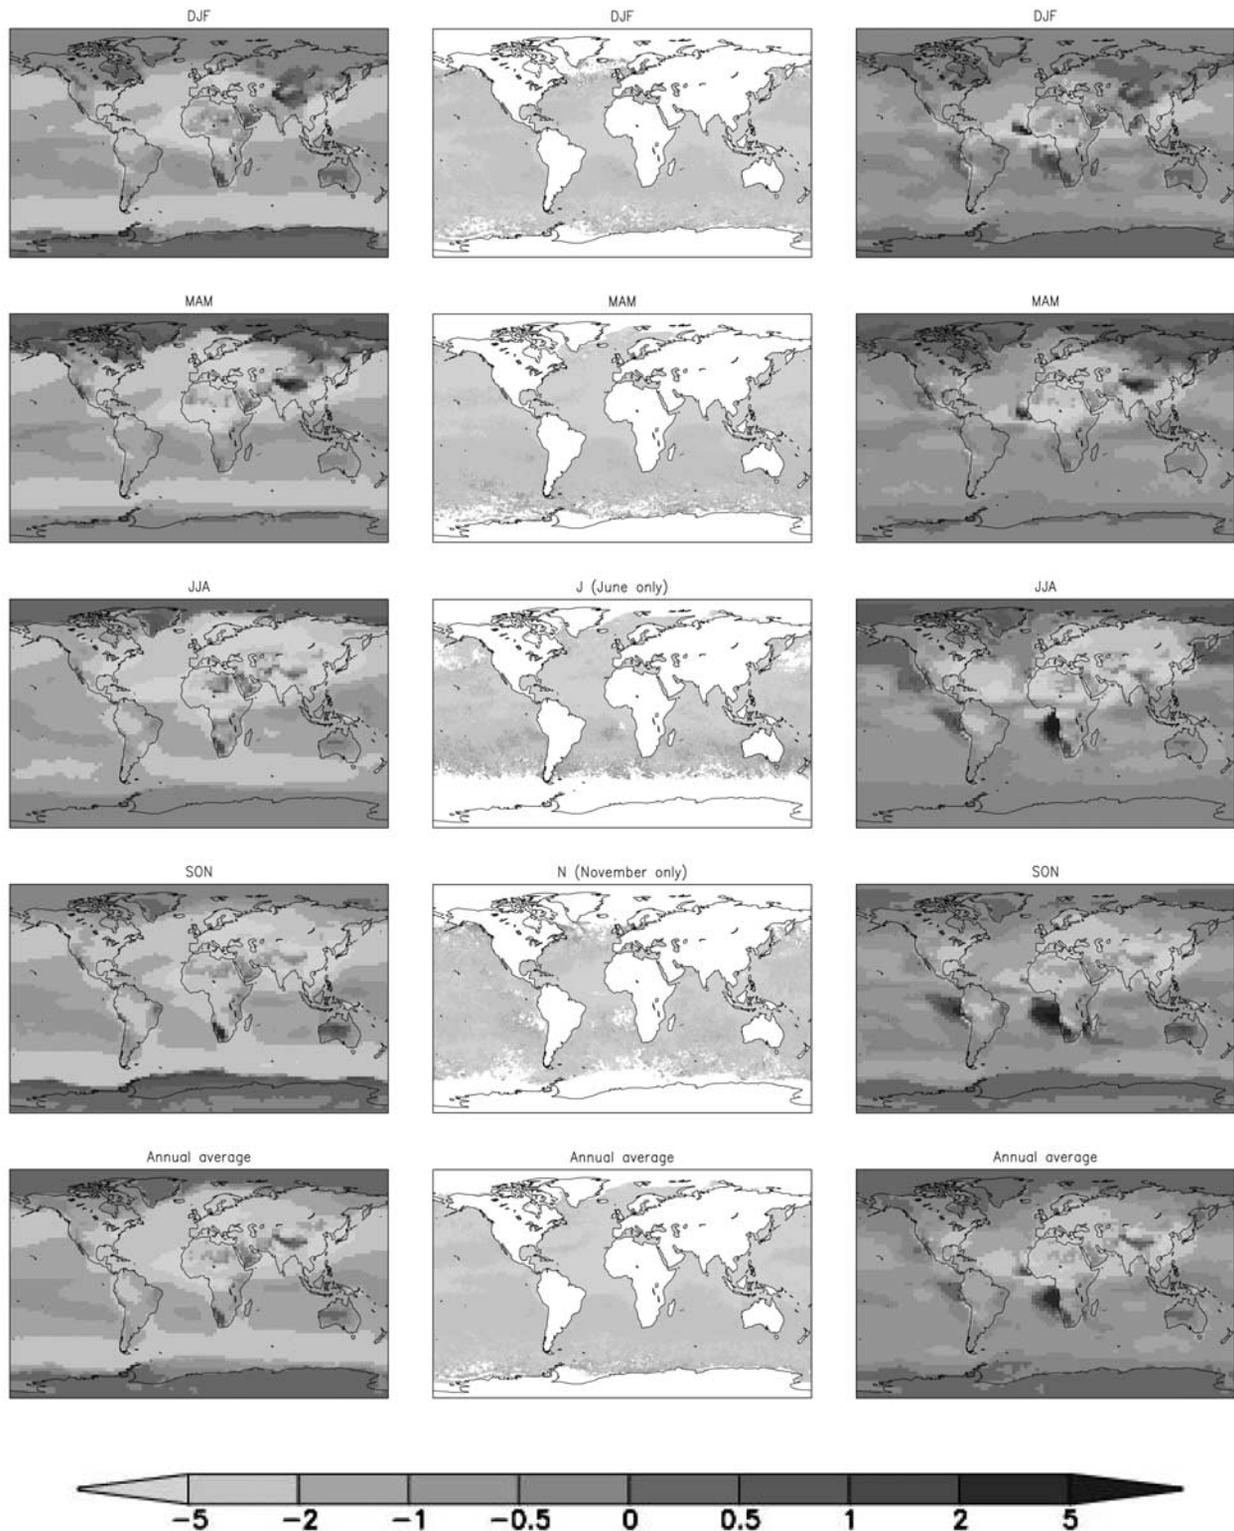 DJF DJF DJF
MAM MAM MAM
JJA J (June only) JJA
SON N (November only) SON
Annual average Annual average Annual average
−5 −2 −1 −0.5 0 0.5 1 2 5